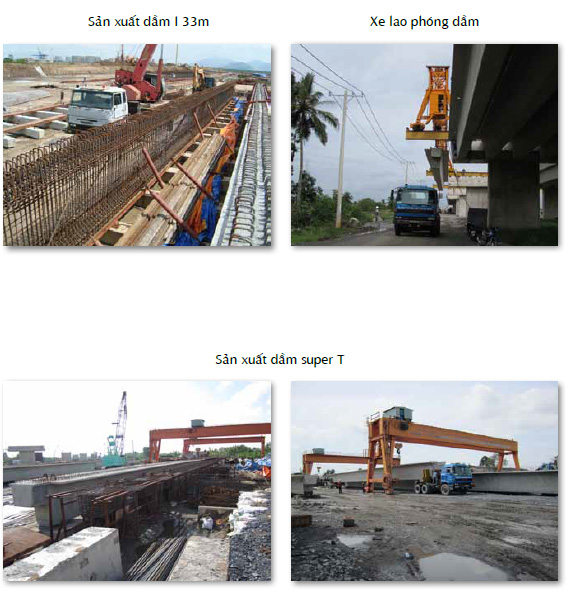 Sản xuất dầm I 33m
Xe lao phóng dầm
Sản xuất dầm super T